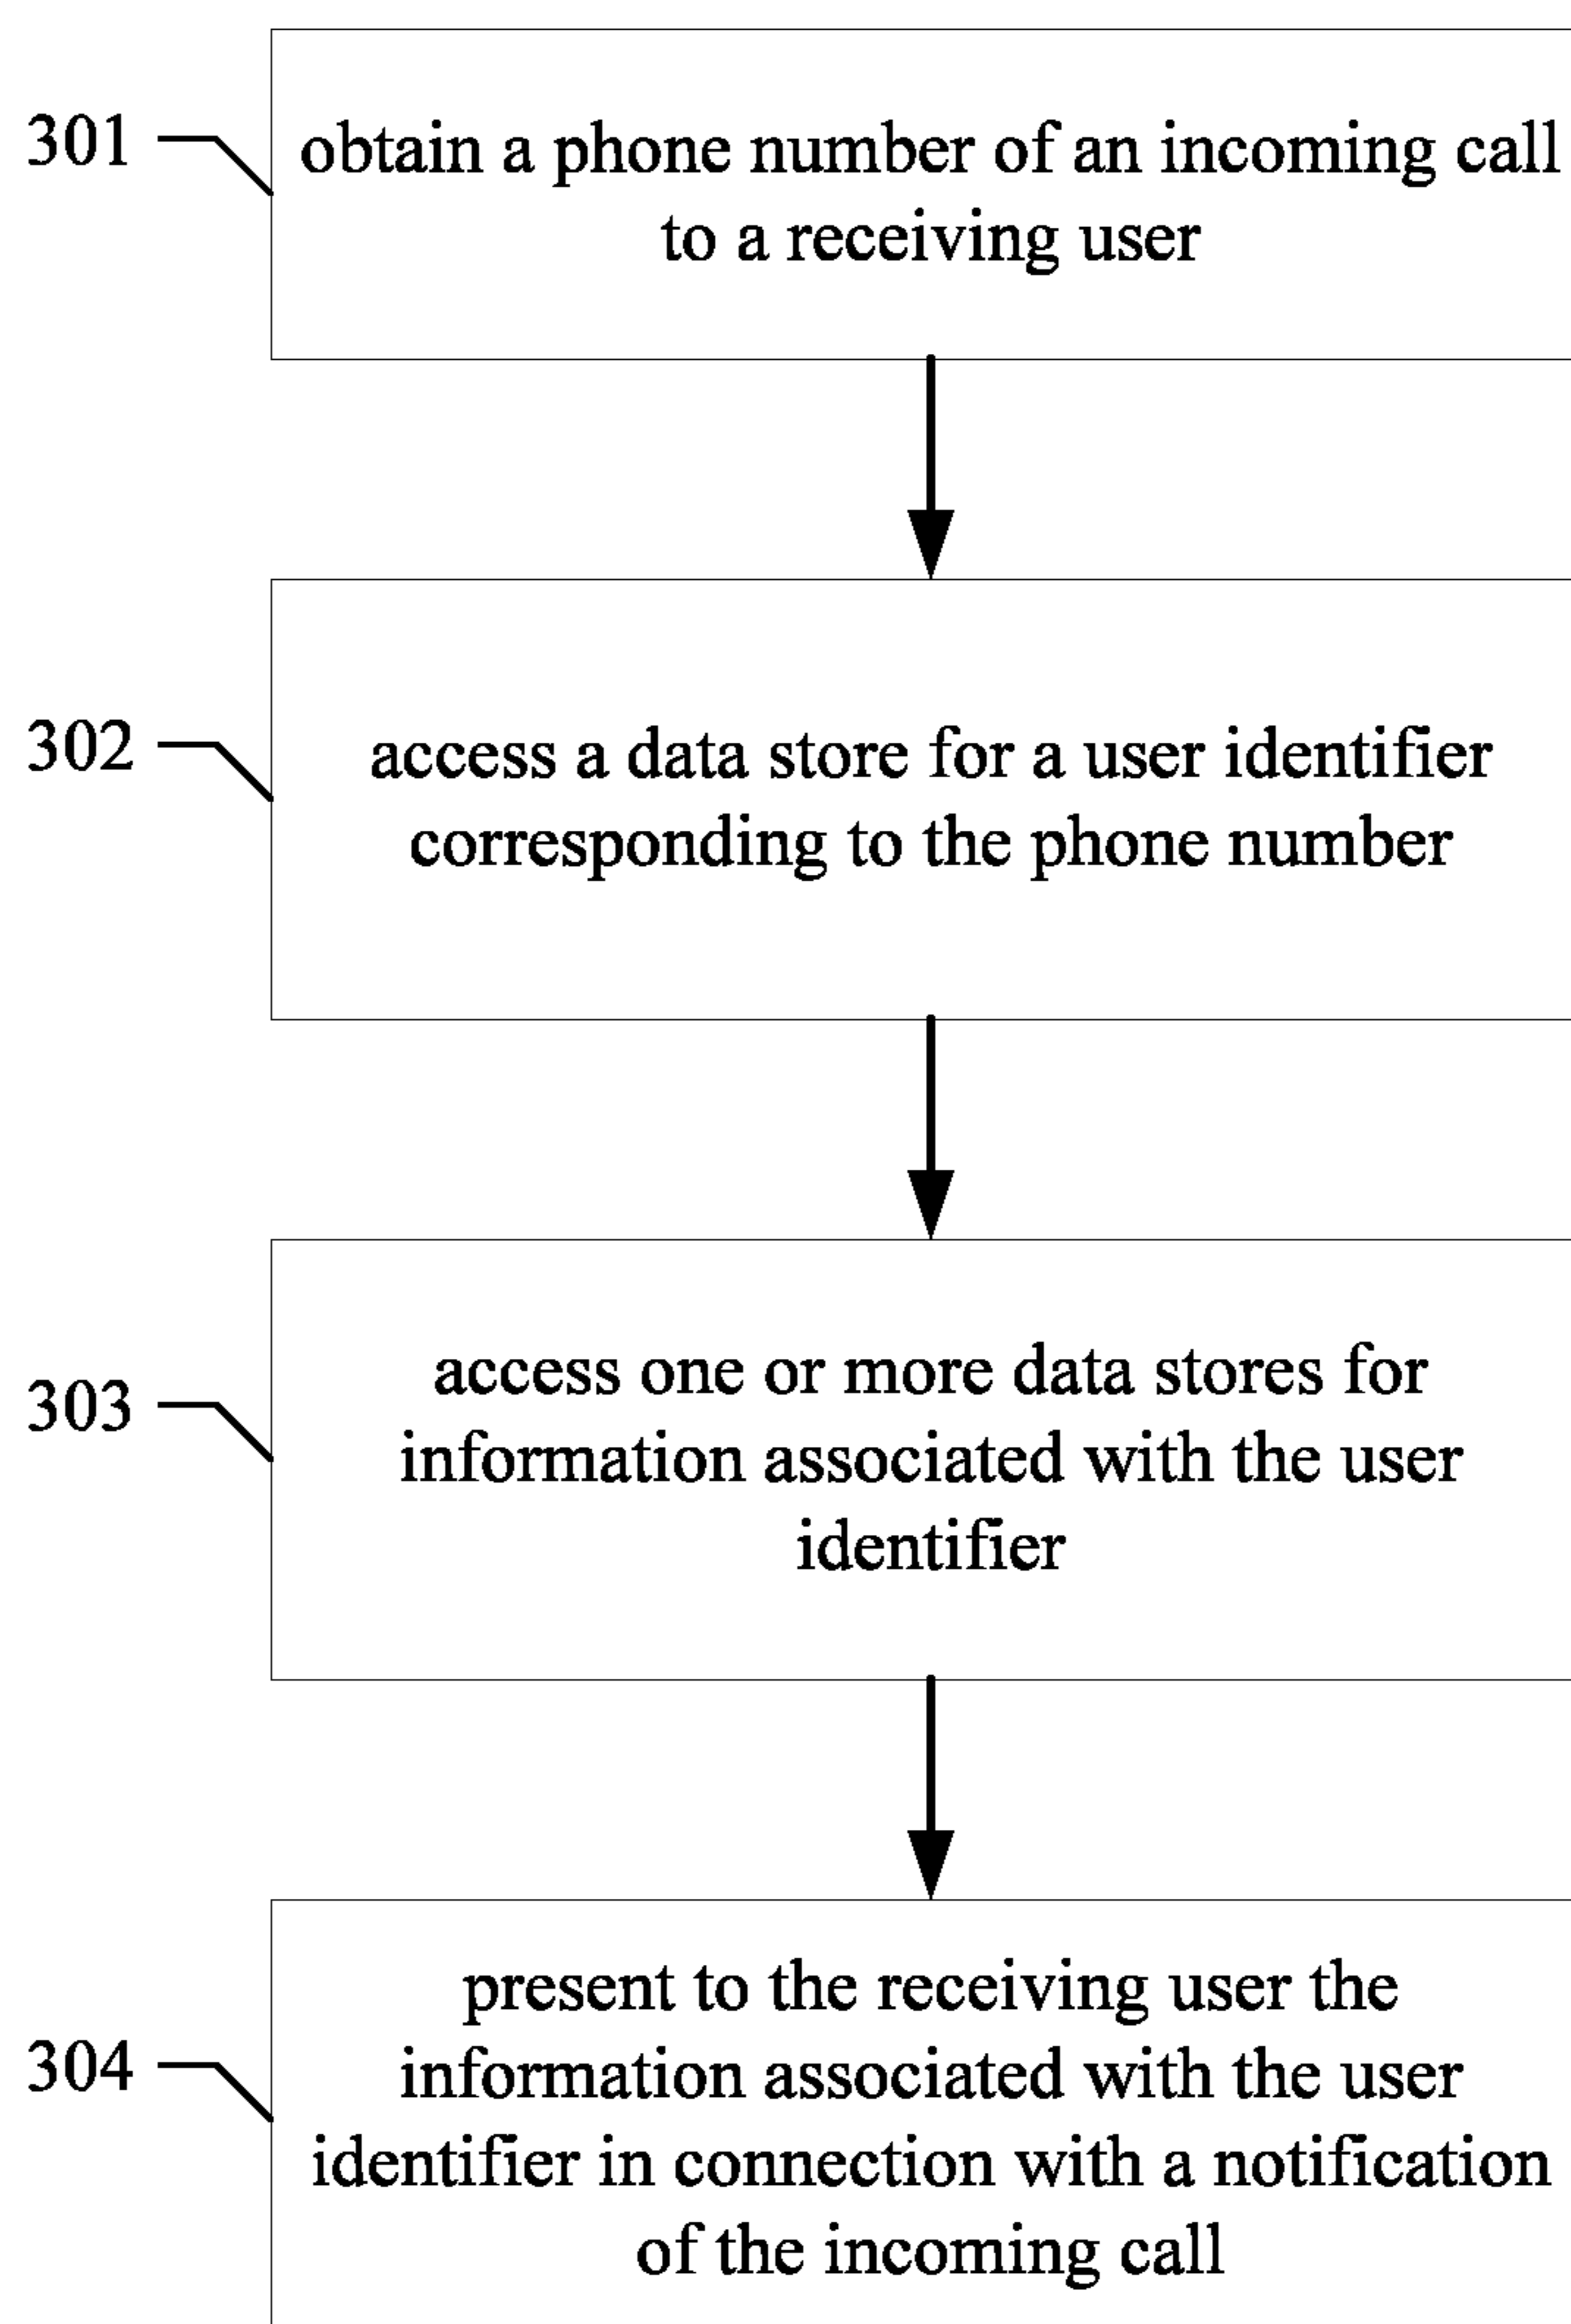 301
obtain a phone number of an incoming call
to a receiving user
302
access a data store for a user identifier
corresponding to the phone number
303
access one or more data stores for
information associated with the user
identifier
304
present to the receiving user the
information associated with the user
identifier in connection with a notification
of the incoming call